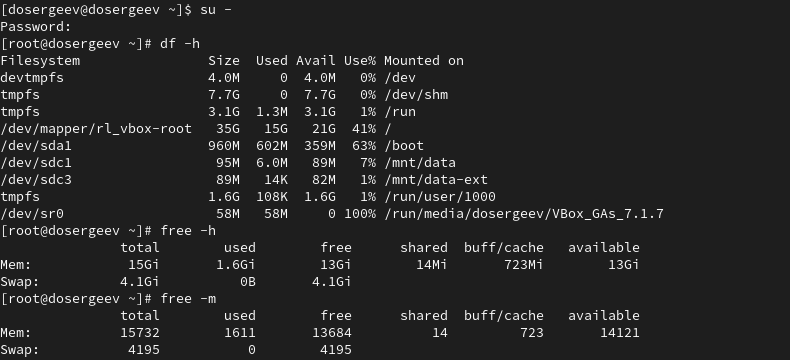 [dosergeev@dosergeev ~]$ su -
Password:
[root@dosergeev ~]# df -h
Filesystem                Size  Used Avail Use% Mounted on
devtmpfs                  4.0M     0  4.0M   0% /dev
tmpfs                     7.7G     0  7.7G   0% /dev/shm
tmpfs                     3.1G  1.3M  3.1G   1% /run
/dev/mapper/rl_vbox-root   35G   15G   21G  41% /
/dev/sda1                 960M  602M  359M  63% /boot
/dev/sdc1                  95M  6.0M   89M   7% /mnt/data
/dev/sdc3                  89M   14K   82M   1% /mnt/data-ext
tmpfs                     1.6G  108K  1.6G   1% /run/user/1000
/dev/sr0                   58M   58M     0 100% /run/media/dosergeev/VBox_GAs_7.1.7
[root@dosergeev ~]# free -h
               total        used        free      shared  buff/cache   available
Mem:            15Gi       1.6Gi        13Gi        14Mi       723Mi        13Gi
Swap:          4.1Gi          0B       4.1Gi
[root@dosergeev ~]# free -m
               total        used        free      shared  buff/cache   available
Mem:           15732        1611       13684          14         723       14121
Swap:           4195           0        4195